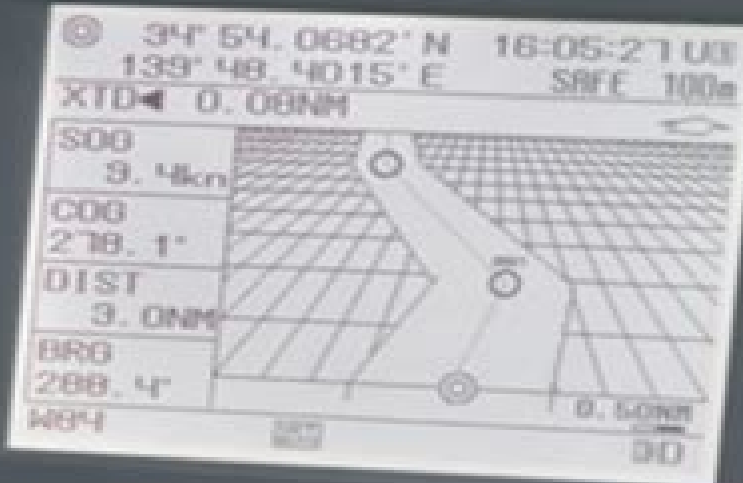 34° 54. 0682' N 16:05:27 U
139° 48. 4015' E SAFE 100m
XTD◀ 0. 08NM
SOG
9. 4kn
COG
278. 1°
DIST
3. 0NM
BRG
288. 4°
W04
0. 50NM
3D